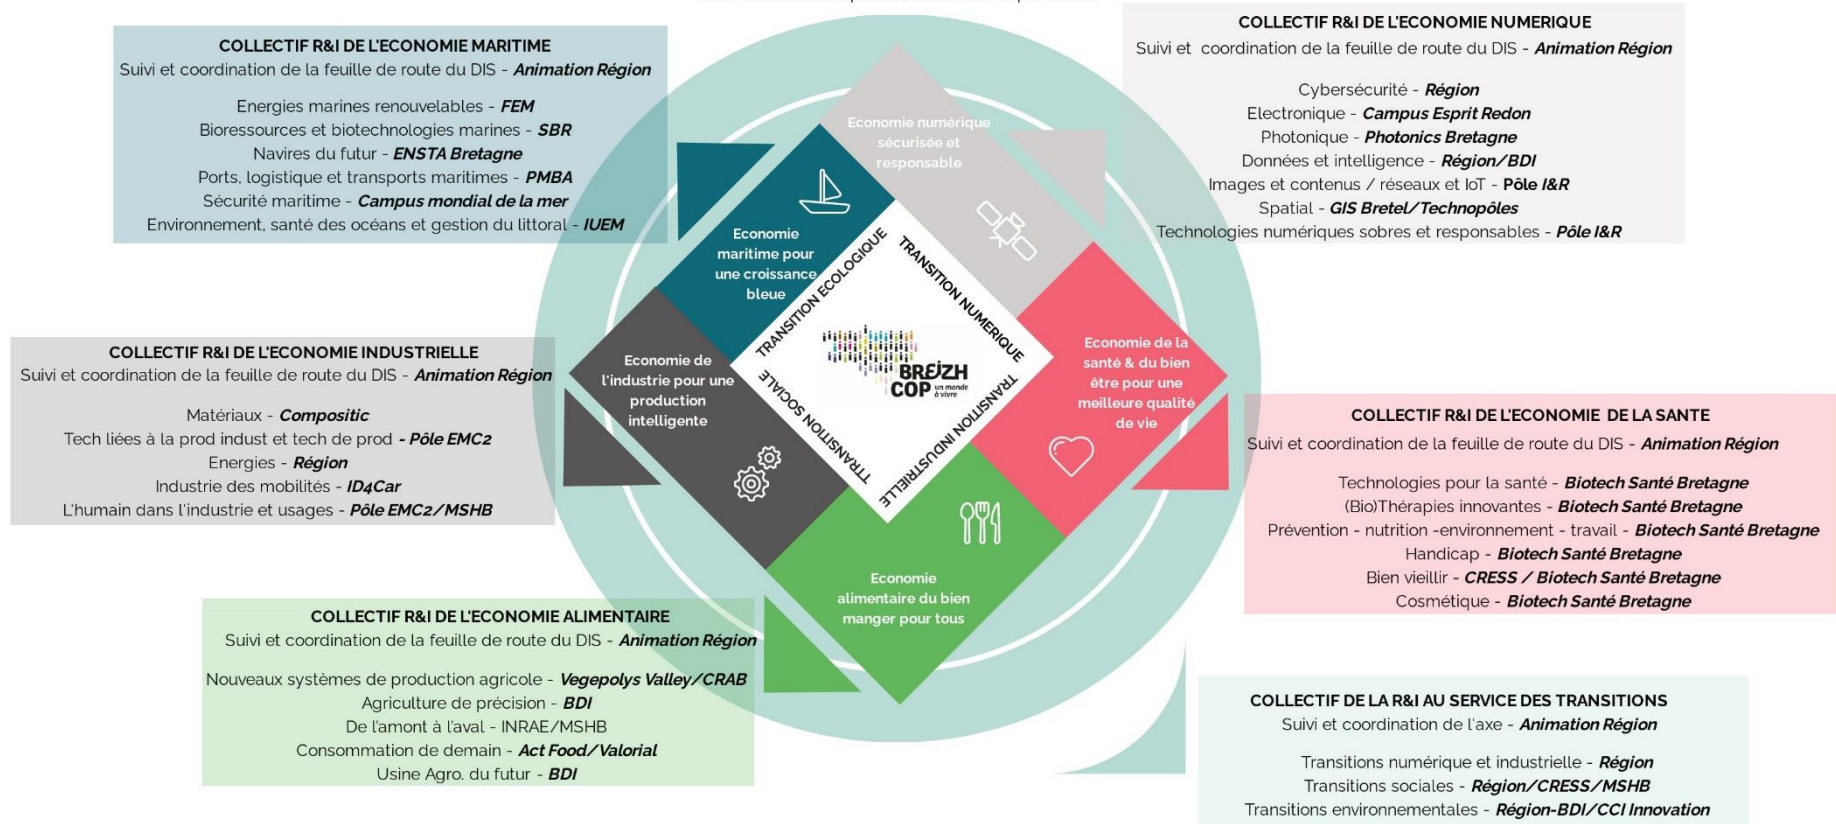 COLLECTIF R&I DE L'ECONOMIE MARITIME
Suivi et coordination de la feuille de route du DIS - Animation Région
Energies marines renouvelables - FEM
Bioressources et biotechnologies marines - SBR
Navires du futur - ENSTA Bretagne
Ports, logistique et transports maritimes - PMBA
Sécurité maritime - Campus mondial de la mer
Environnement, santé des océans et gestion du littoral - IUEM
COLLECTIF R&I DE L'ECONOMIE NUMERIQUE
Suivi et coordination de la feuille de route du DIS - Animation Région
Cybersécurité - Région
Electronique - Campus Esprit Redon
Photonique - Photonics Bretagne
Données et intelligence - Région/BDI
Images et contenus / réseaux et IoT - Pôle I&R
Spatial - GIS Bretel/Technopôles
Technologies numériques sobres et responsables - Pôle I&R
Economie numérique
sécurisée et
responsable
Economie
maritime pour
une croissance
bleue
TRANSITION ECOLOGIQUE
TRANSITION NUMERIQUE
BREIZH
COP un monde
à vivre
TTRANSITION SOCIALE
TRANSITION INDUSTRIELLE
Economie de
l'industrie pour une
production
intelligente
Economie de la
santé & du bien
être pour une
meilleure qualité
de vie
Economie
alimentaire du bien
manger pour tous
COLLECTIF R&I DE L'ECONOMIE INDUSTRIELLE
Suivi et coordination de la feuille de route du DIS - Animation Région
Matériaux - Compositic
Tech liées à la prod indust et tech de prod - Pôle EMC2
Energies - Région
Industrie des mobilités - ID4Car
L'humain dans l'industrie et usages - Pôle EMC2/MSHB
COLLECTIF R&I DE L'ECONOMIE DE LA SANTE
Suivi et coordination de la feuille de route du DIS - Animation Région
Technologies pour la santé - Biotech Santé Bretagne
(Bio)Thérapies innovantes - Biotech Santé Bretagne
Prévention - nutrition -environnement - travail - Biotech Santé Bretagne
Handicap - Biotech Santé Bretagne
Bien vieillir - CRESS / Biotech Santé Bretagne
Cosmétique - Biotech Santé Bretagne
COLLECTIF R&I DE L'ECONOMIE ALIMENTAIRE
Suivi et coordination de la feuille de route du DIS - Animation Région
Nouveaux systèmes de production agricole - Vegepolys Valley/CRAB
Agriculture de précision - BDI
De l'amont à l'aval - INRAE/MSHB
Consommation de demain - Act Food/Valorial
Usine Agro. du futur - BDI
COLLECTIF DE LA R&I AU SERVICE DES TRANSITIONS
Suivi et coordination de l'axe - Animation Région
Transitions numérique et industrielle - Région
Transitions sociales - Région/CRESS/MSHB
Transitions environnementales - Région-BDI/CCI Innovation